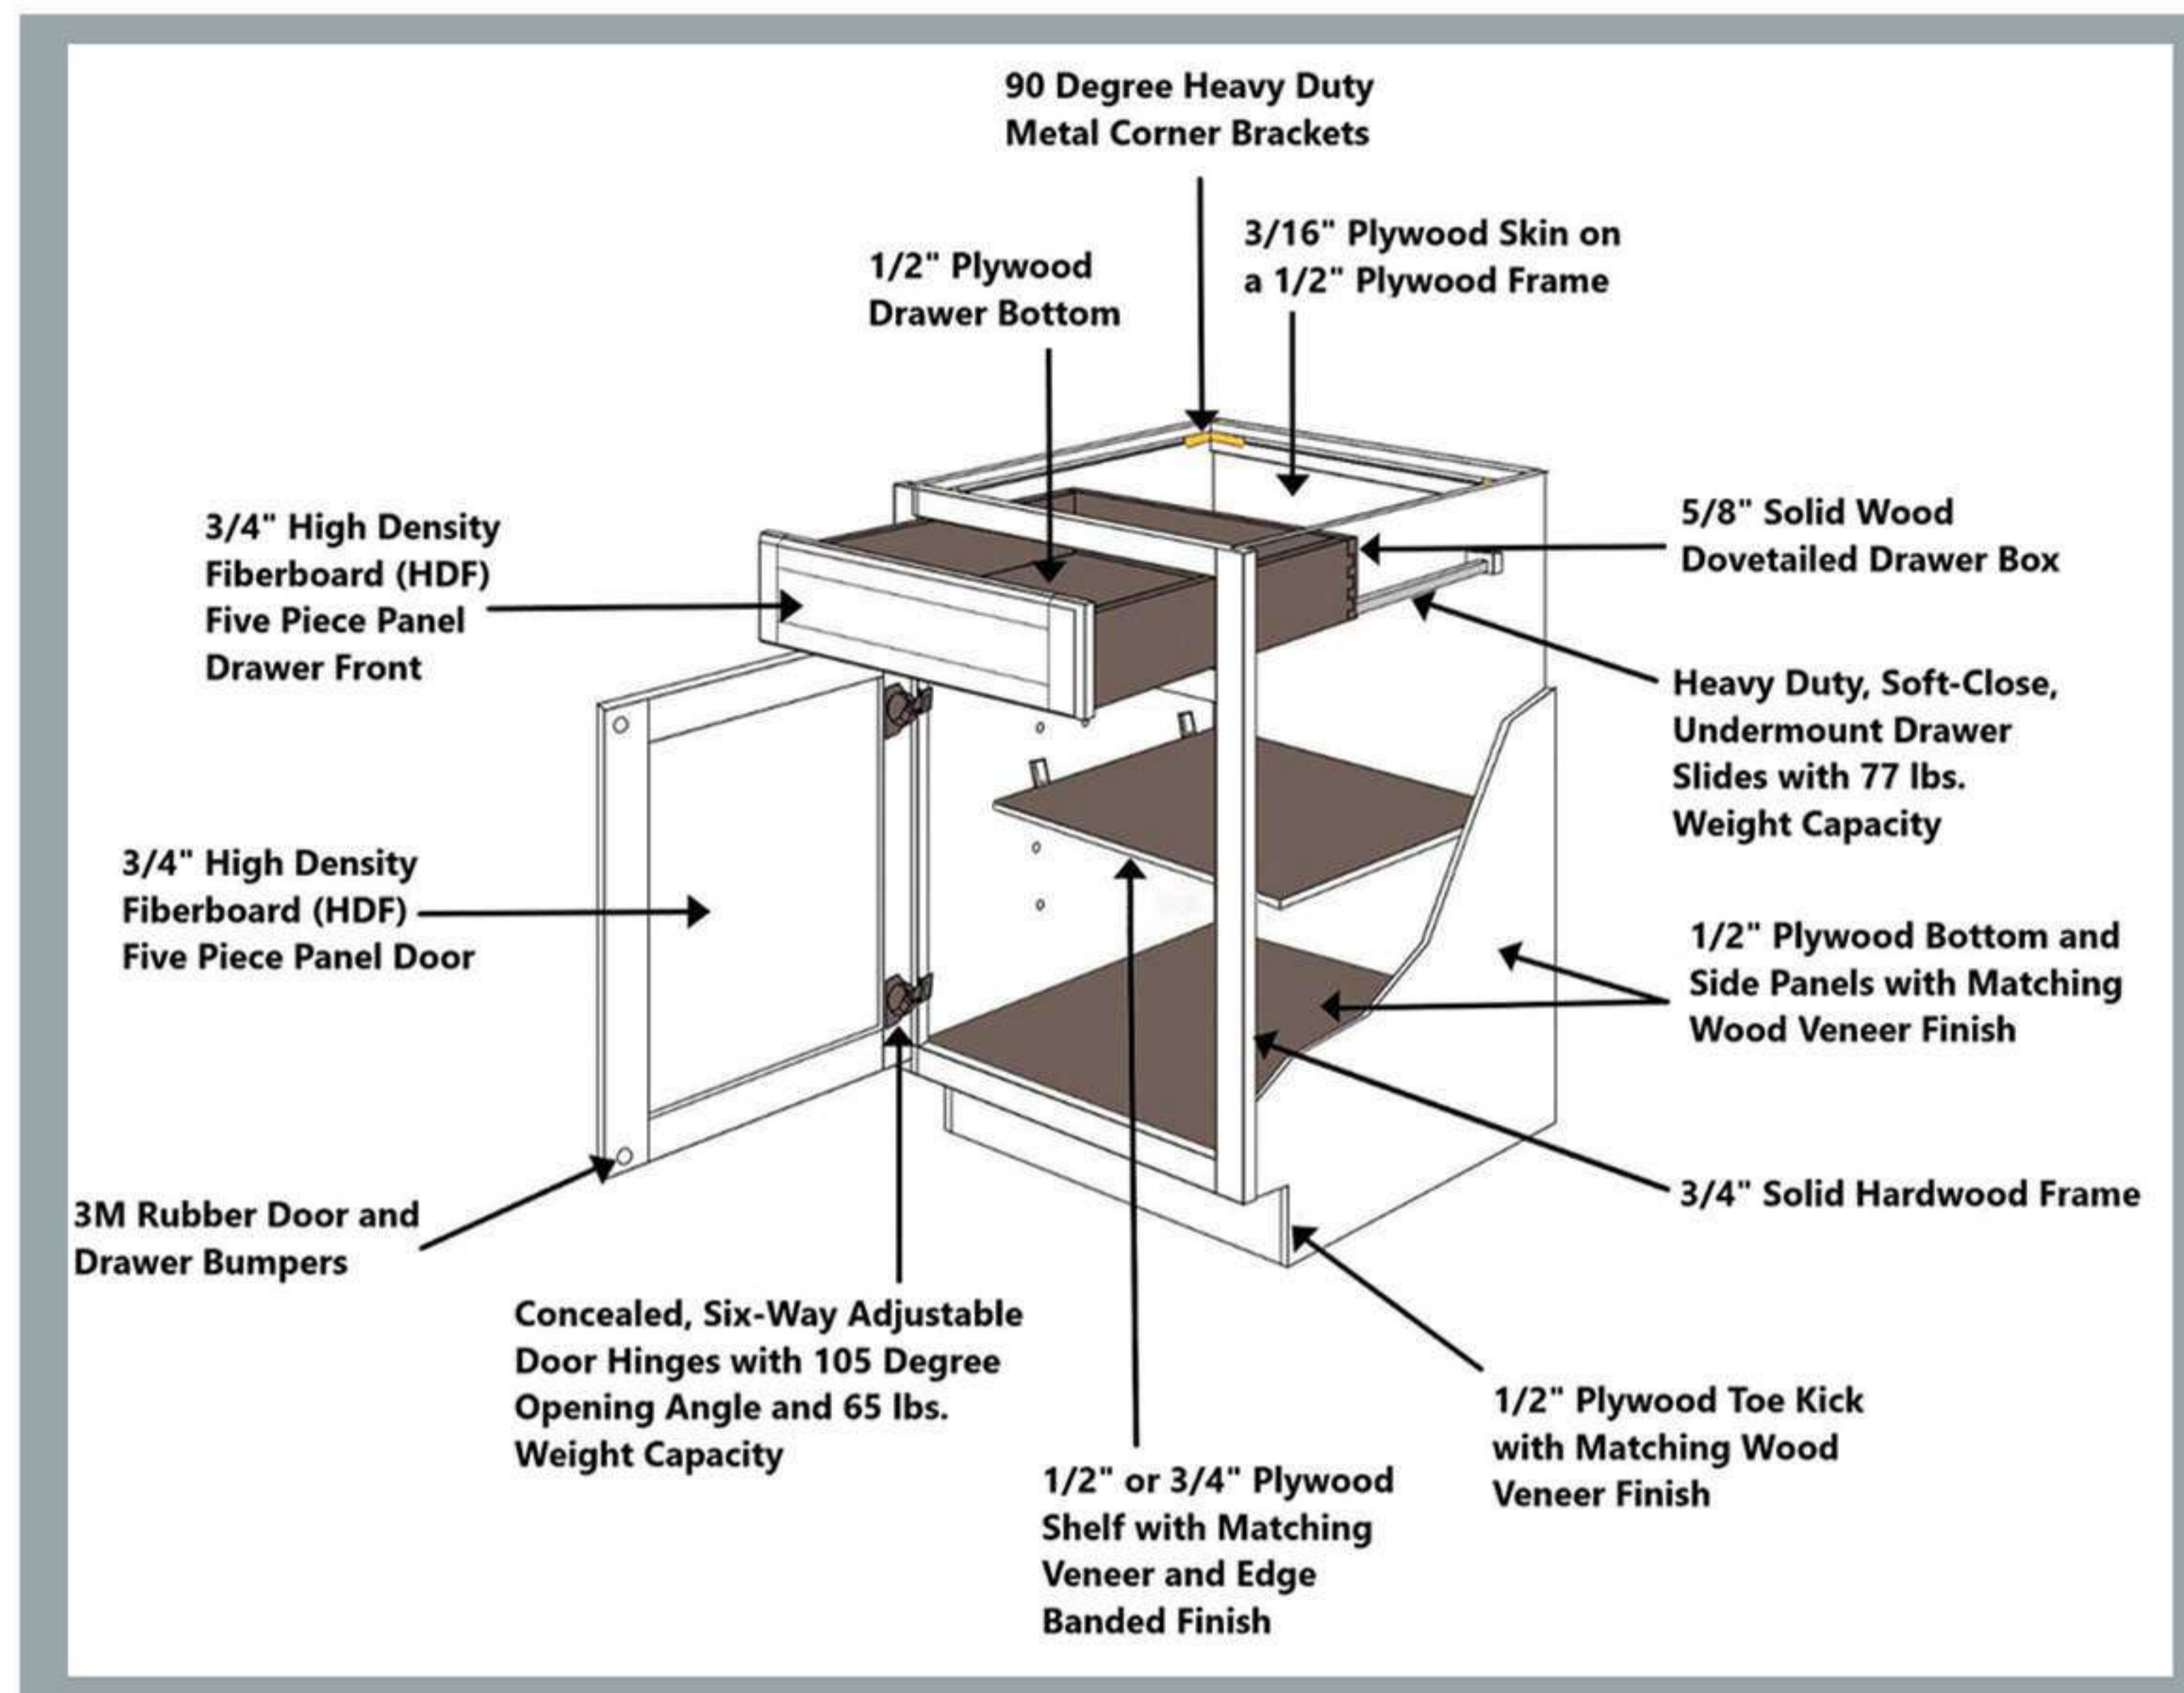 90 Degree Heavy Duty
Metal Corner Brackets
3/16" Plywood Skin on
a 1/2" Plywood Frame
1/2" Plywood
Drawer Bottom
3/4" High Density
Fiberboard (HDF)
Five Piece Panel
Drawer Front
5/8" Solid Wood
Dovetailed Drawer Box
Heavy Duty, Soft-Close,
Undermount Drawer
Slides with 77 lbs.
Weight Capacity
3/4" High Density
Fiberboard (HDF)
Five Piece Panel Door
1/2" Plywood Bottom and
Side Panels with Matching
Wood Veneer Finish
3/4" Solid Hardwood Frame
3M Rubber Door and
Drawer Bumpers
Concealed, Six-Way Adjustable
Door Hinges with 105 Degree
Opening Angle and 65 lbs.
Weight Capacity
1/2" Plywood Toe Kick
with Matching Wood
Veneer Finish
1/2" or 3/4" Plywood
Shelf with Matching
Veneer and Edge
Banded Finish